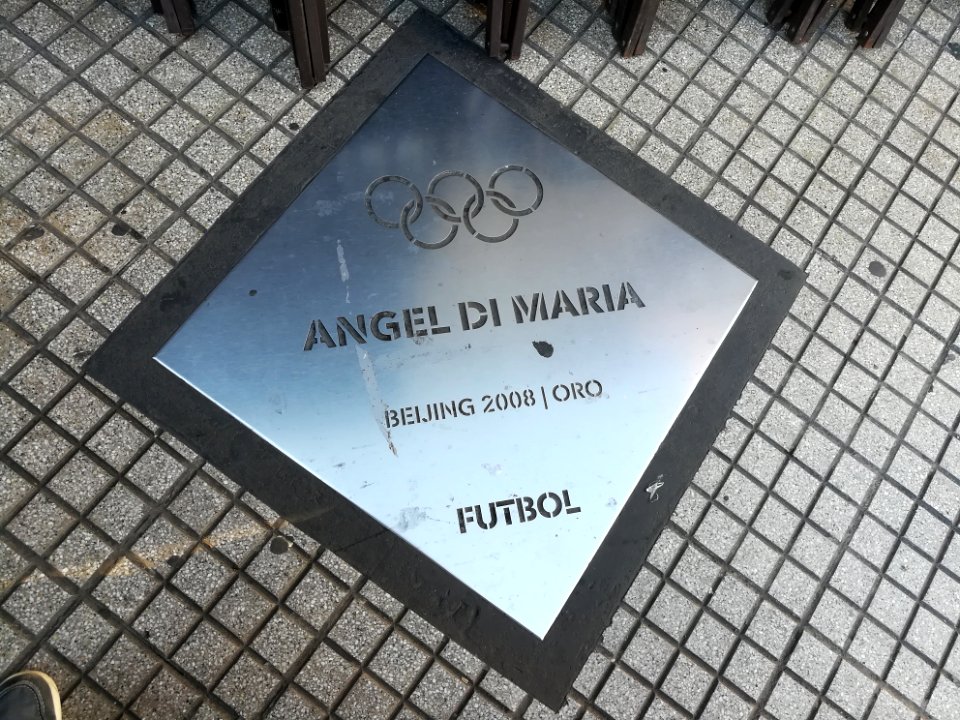 ANGEL DI MARIA
BEIJING 2008 | ORO
FUTBOL